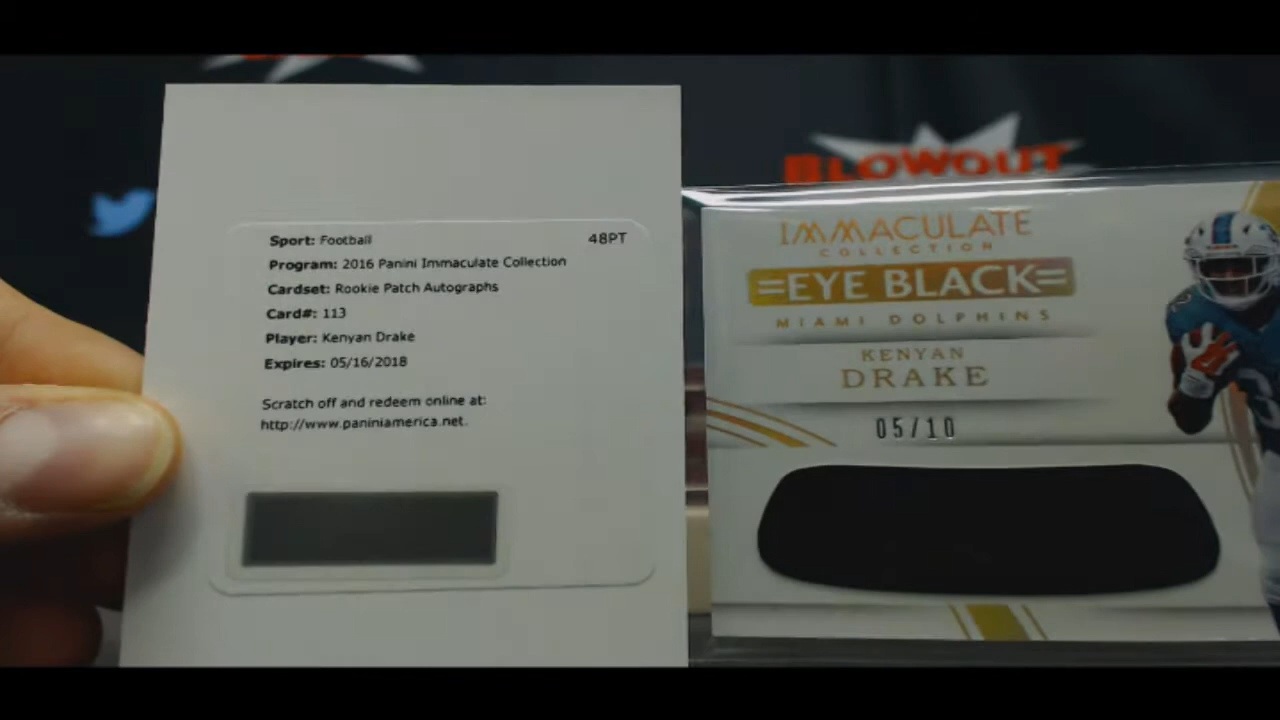 BLOWOUT
Sport: Football 48PT
Program: 2016 Panini Immaculate Collection
Cardset: Rookie Patch Autographs
Card#: 113
Player: Kenyan Drake
Expires: 05/16/2018
Scratch off and redeem online at:
http://www.paniniamerica.net.
IMMACULATE
COLLECTION
=EYE BLACK=
MIAMI DOLPHINS
KENYAN
DRAKE
05/10